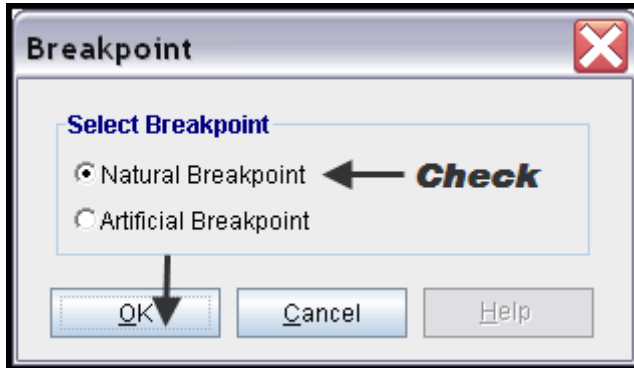 Breakpoint
Select Breakpoint
Natural Breakpoint Check
Artificial Breakpoint
OK Cancel Help